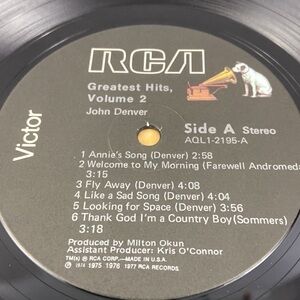 RCA
Greatest Hits,
Volume 2
John Denver
Victor
Side A Stereo
AQL1-2195-A
1 Annie's Song (Denver) 2:58
2 Welcome to My Morning (Farewell Andromed
3:15
3 Fly Away (Denver) 4:08
4 Like a Sad Song (Denver) 4:04
5 Looking for Space (Denver) 3:56
6 Thank God I'm a Country Boy (Sommers)
3:18
Produced by Milton Okun
Assistant Producer: Kris O'Connor
TM(s) ® RCA CORP.—MADE IN U.S.A.
℗ 1974 1975 1976 1977 RCA RECORDS